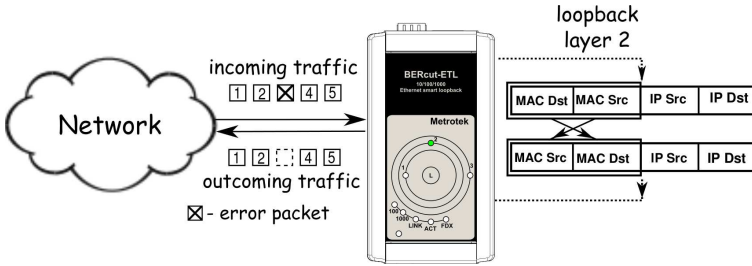 loopback
layer 2
incoming traffic
1 2 4 5
Network
1 2 4 5
outcoming traffic
- error packet
BERcut-ETL
10/100/1000
Ethernet smart loopback
Metrotek
2
1
3
L
100
1000
LINK ACT FDX
MAC Dst MAC Src IP Src IP Dst
MAC Src MAC Dst IP Src IP Dst